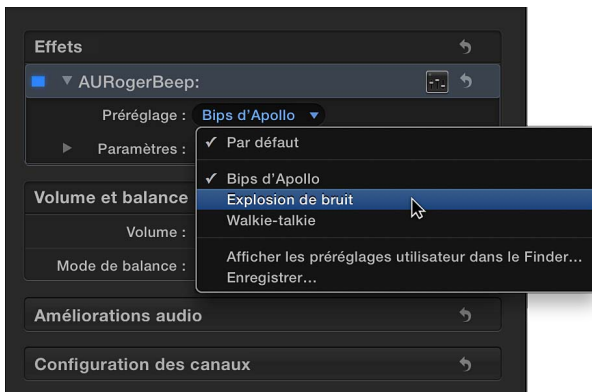 Effets
AURogerBeep:
Préréglage : Bips d’Apollo
Paramètres :
✓ Par défaut
✓ Bips d’Apollo
Explosion de bruit
Walkie-talkie
Afficher les préréglages utilisateur dans le Finder...
Enregistrer...
Volume et balance
Volume :
Mode de balance :
Améliorations audio
Configuration des canaux